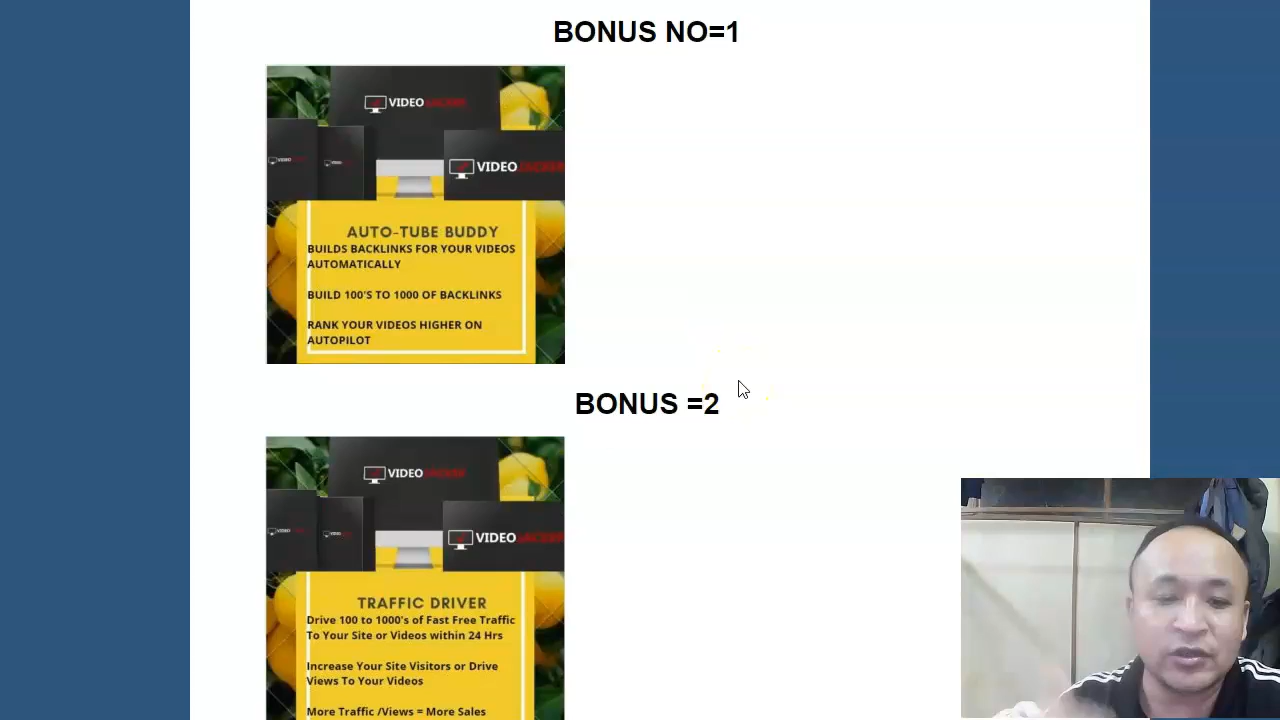 BONUS NO=1
VIDEO JACKER
VIDEO
AUTO-TUBE BUDDY
BUILDS BACKLINKS FOR YOUR VIDEOS
AUTOMATICALLY
BUILD 100'S TO 1000 OF BACKLINKS
RANK YOUR VIDEOS HIGHER ON
AUTOPILOT
BONUS =2
VIDEO JACKER
VIDEO
TRAFFIC DRIVER
Drive 100 to 1000's of Fast Free Traffic
To Your Site or Videos within 24 Hrs
Increase Your Site Visitors or Drive
Views To Your Videos
More Traffic /Views = More Sales